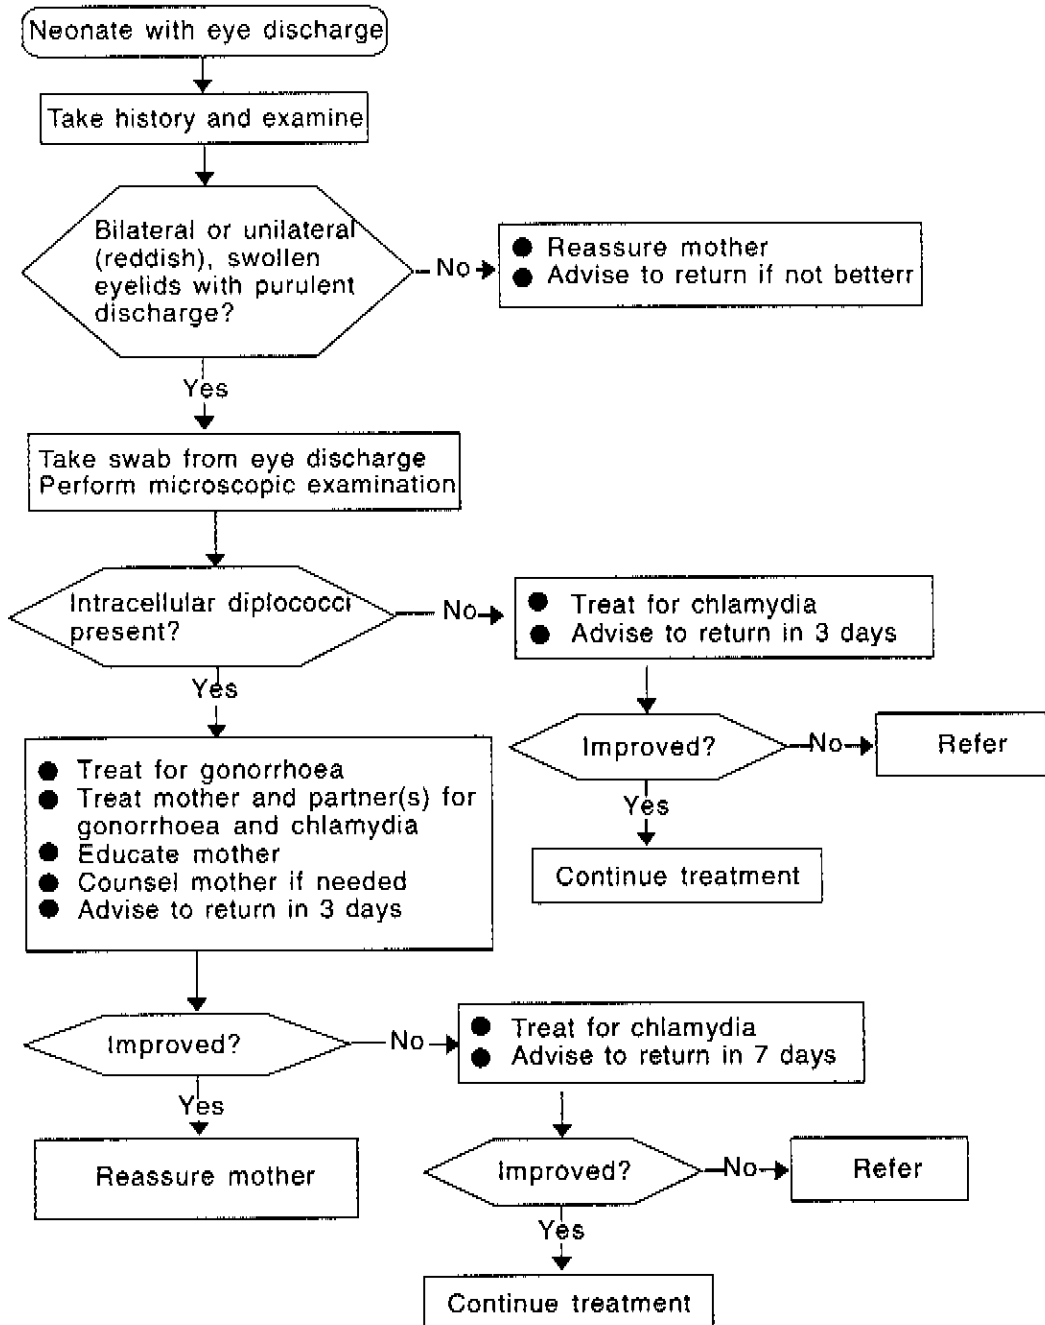 Neonate with eye discharge
Take history and examine
Bilateral or unilateral
(reddish), swollen
eyelids with purulent
discharge?
No
● Reassure mother
● Advise to return if not betterr
Yes
Take swab from eye discharge
Perform microscopic examination
Intracellular diplococci
present?
No
● Treat for chlamydia
● Advise to return in 3 days
Yes
Improved?
No
Refer
Yes
Continue treatment
● Treat for gonorrhoea
● Treat mother and partner(s) for
gonorrhoea and chlamydia
● Educate mother
● Counsel mother if needed
● Advise to return in 3 days
Improved?
No
● Treat for chlamydia
● Advise to return in 7 days
Yes
Reassure mother
Improved?
No
Refer
Yes
Continue treatment